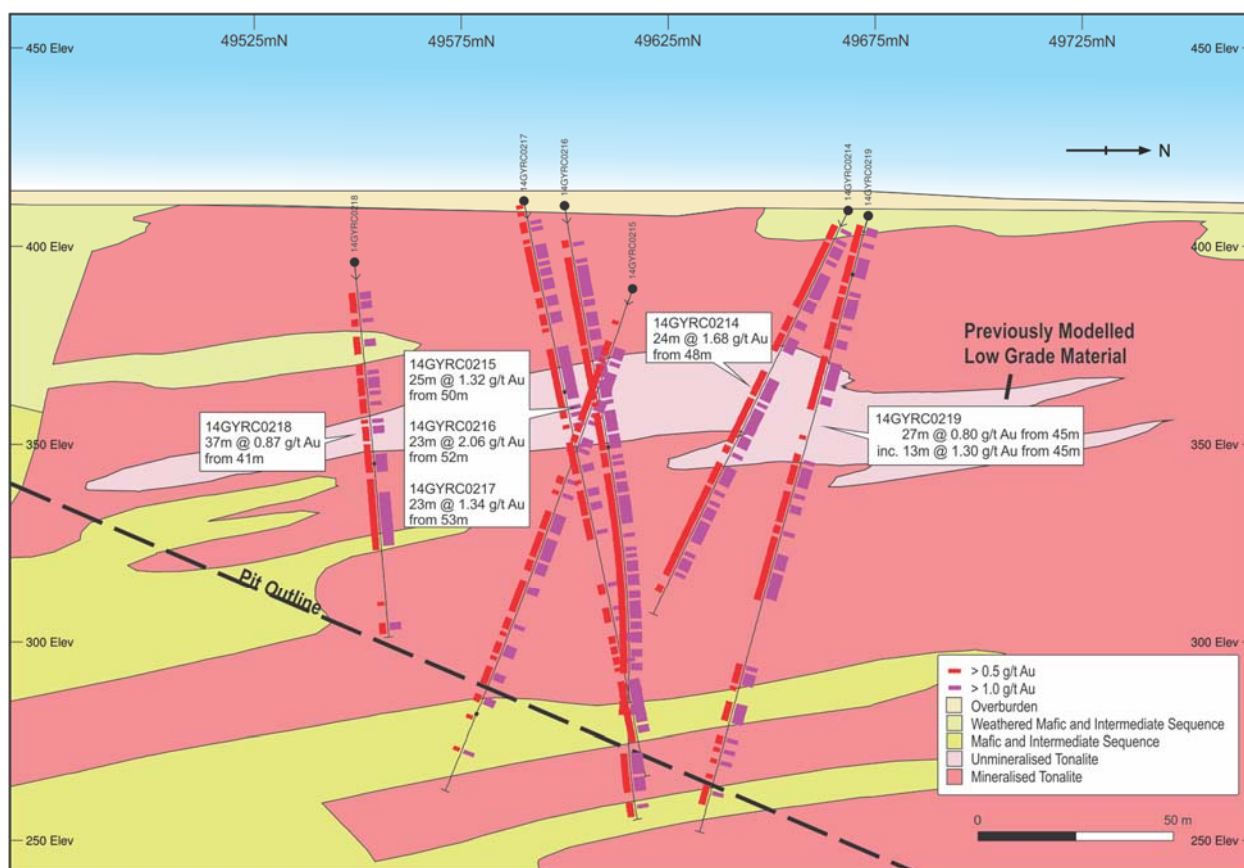 49525mN 49575mN 49625mN 49675mN 49725mN
450 Elev 450 Elev
N
14GYRC0217
14GYRC0216
14GYRC0214
14GYRC0219
14GYRC0218
14GYRC0215
400 Elev 400 Elev
14GYRC0214
24m @ 1.68 g/t Au
from 48m
Previously Modelled
Low Grade Material
14GYRC0215
25m @ 1.32 g/t Au
from 50m
14GYRC0216
23m @ 2.06 g/t Au
from 52m
14GYRC0217
23m @ 1.34 g/t Au
from 53m
14GYRC0218
37m @ 0.87 g/t Au
from 41m
14GYRC0219
27m @ 0.80 g/t Au from 45m
inc. 13m @ 1.30 g/t Au from 45m
350 Elev 350 Elev
Pit Outline
300 Elev 300 Elev
> 0.5 g/t Au
> 1.0 g/t Au
Overburden
Weathered Mafic and Intermediate Sequence
Mafic and Intermediate Sequence
Unmineralised Tonalite
Mineralised Tonalite
0 50 m
250 Elev 250 Elev